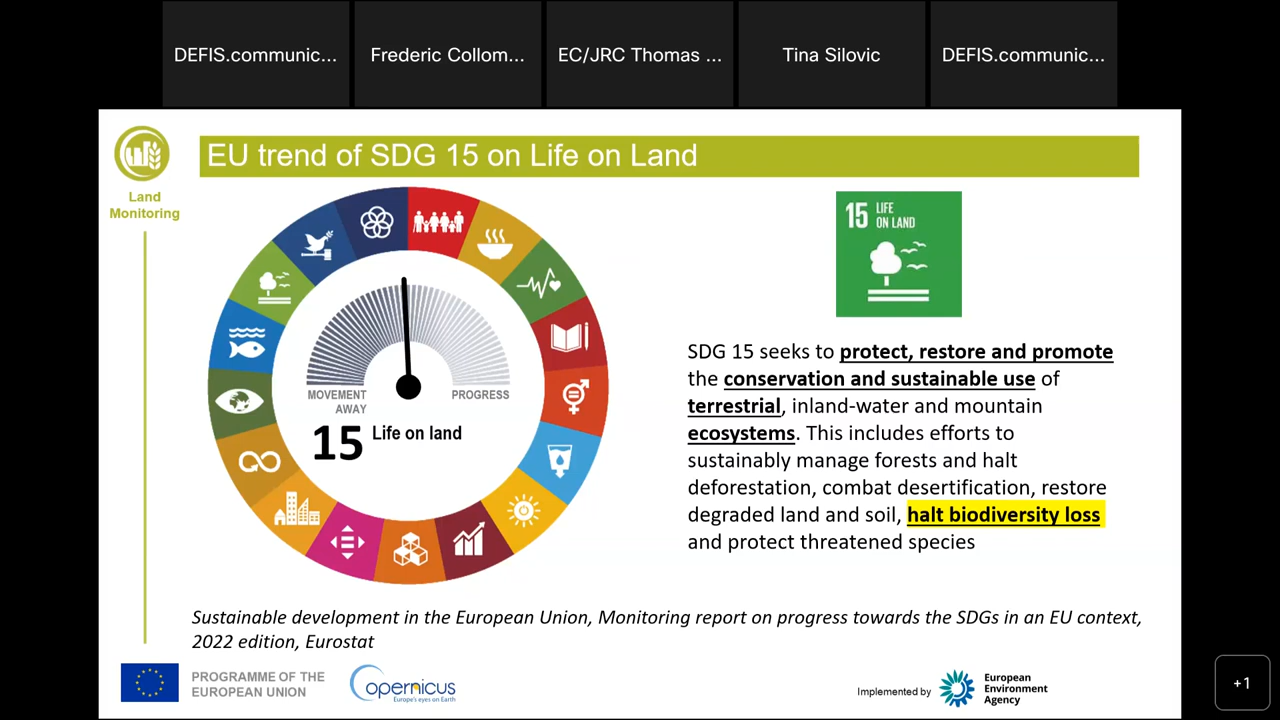 DEFIS.communic...
Frederic Collom...
EC/JRC Thomas ...
Tina Silovic
DEFIS.communic...
EU trend of SDG 15 on Life on Land
Land
Monitoring
MOVEMENT
AWAY
PROGRESS
15 Life on land
15 LIFE
ON LAND
SDG 15 seeks to protect, restore and promote
the conservation and sustainable use of
terrestrial, inland-water and mountain
ecosystems. This includes efforts to
sustainably manage forests and halt
deforestation, combat desertification, restore
degraded land and soil, halt biodiversity loss
and protect threatened species
Sustainable development in the European Union, Monitoring report on progress towards the SDGs in an EU context,
2022 edition, Eurostat
PROGRAMME OF THE
EUROPEAN UNION
opernicus
Europe's eyes on Earth
Implemented by
European
Environment
Agency
+1